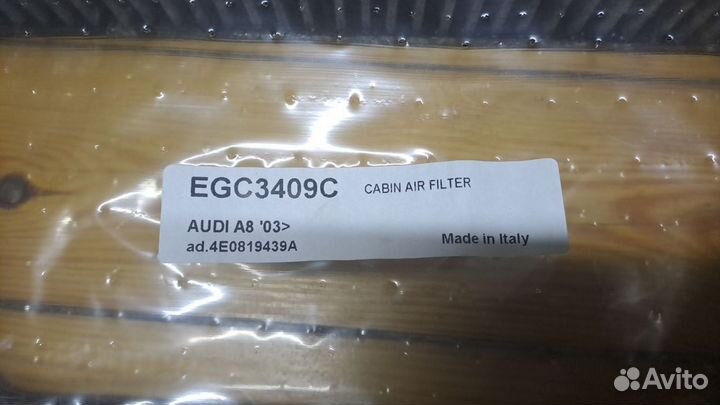 EGC3409C CABIN AIR FILTER
AUDI A8 '03>
ad.4E0819439A Made in Italy
Avito